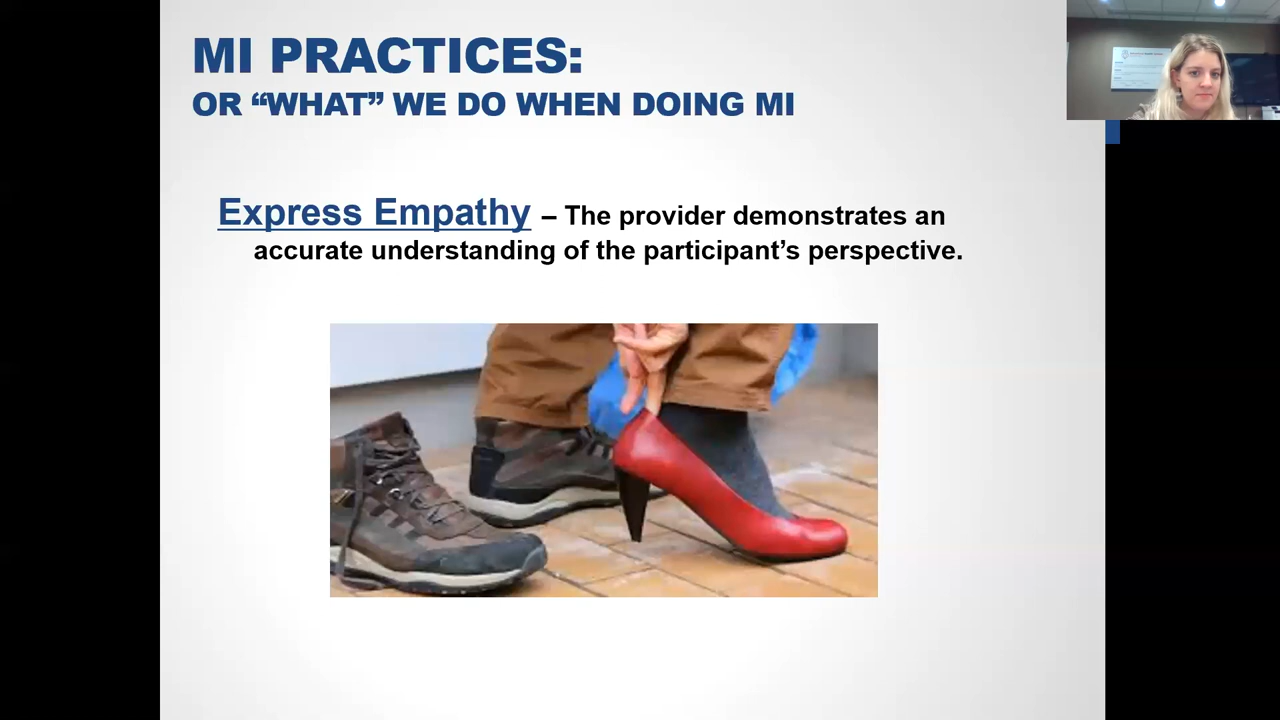 MI PRACTICES:
OR “WHAT” WE DO WHEN DOING MI
Express Empathy – The provider demonstrates an
accurate understanding of the participant’s perspective.